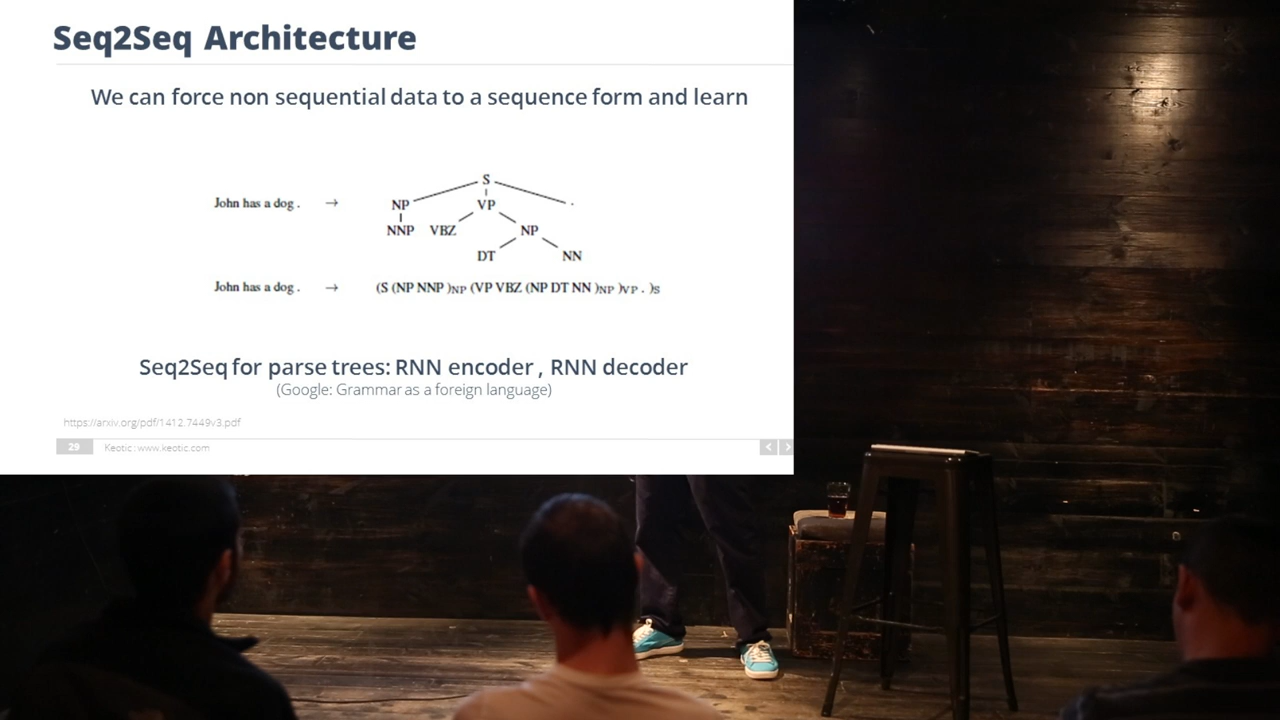 Seq2Seq Architecture
We can force non sequential data to a sequence form and learn
S
John has a dog . → NP VP .
NNP VBZ NP
DT NN
John has a dog . → (S (NP NNP )NP (VP VBZ (NP DT NN )NP )VP . )S
Seq2Seq for parse trees: RNN encoder , RNN decoder
(Google: Grammar as a foreign language)
https://arxiv.org/pdf/1412.7449v3.pdf
29 Keotic : www.keotic.com